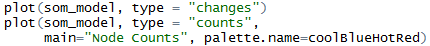 plot(som_model, type = "changes")
plot(som_model, type = "counts",
     main="Node Counts", palette.name=coolBlueHotRed)